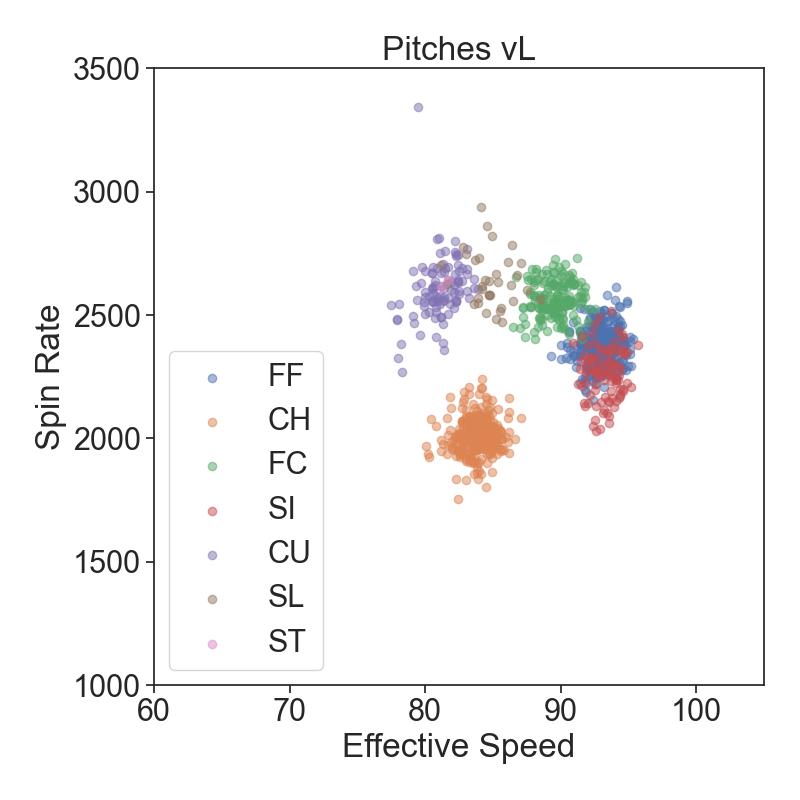 Pitches vL
3500
3000
2500
2000
1500
1000
Spin Rate
FF
CH
FC
SI
CU
SL
ST
60 70 80 90 100
Effective Speed